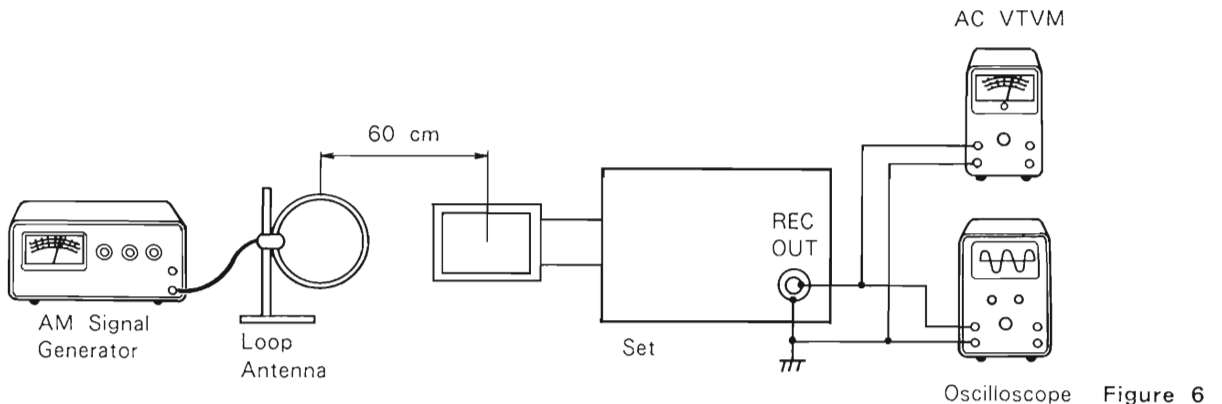 AC VTVM
60 cm
REC
OUT
AM Signal
Generator
Loop
Antenna
Set
Oscilloscope Figure 6